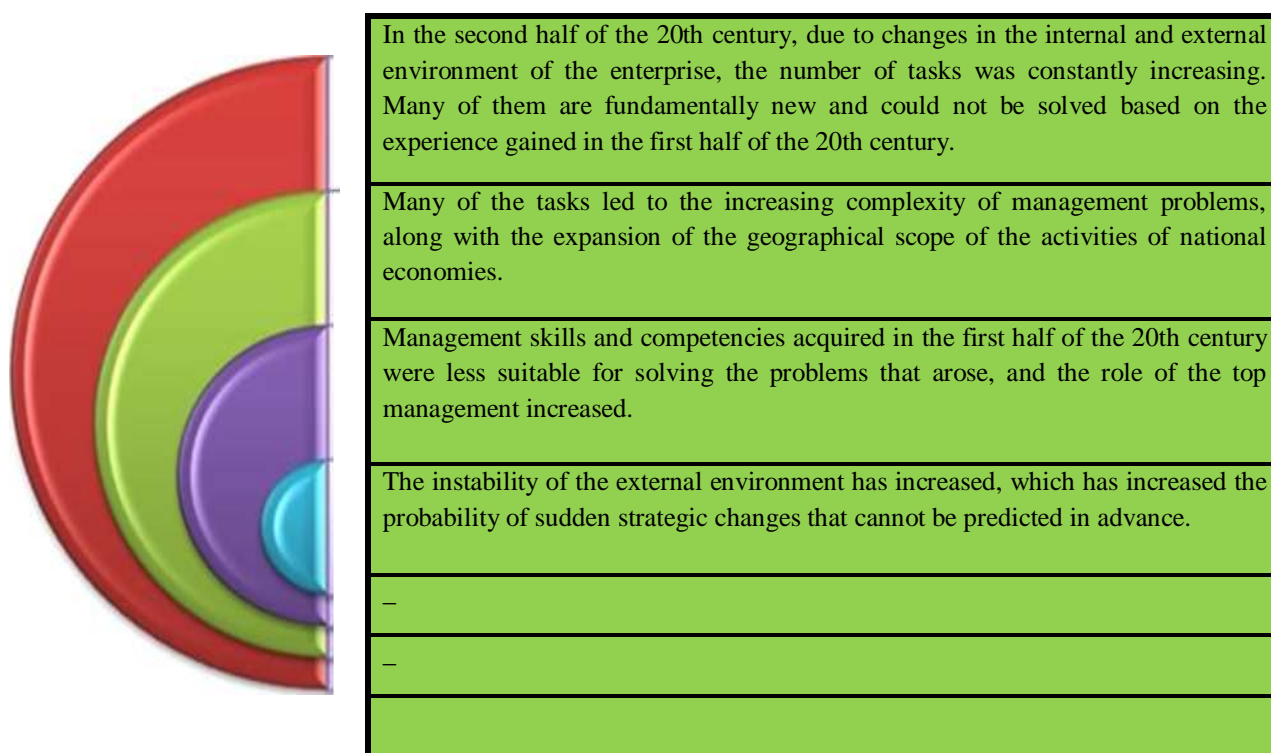 In the second half of the 20th century, due to changes in the internal and external
environment of the enterprise, the number of tasks was constantly increasing.
Many of them are fundamentally new and could not be solved based on the
experience gained in the first half of the 20th century.
Many of the tasks led to the increasing complexity of management problems,
along with the expansion of the geographical scope of the activities of national
economies.
Management skills and competencies acquired in the first half of the 20th century
were less suitable for solving the problems that arose, and the role of the top
management increased.
The instability of the external environment has increased, which has increased the
probability of sudden strategic changes that cannot be predicted in advance.
–
–